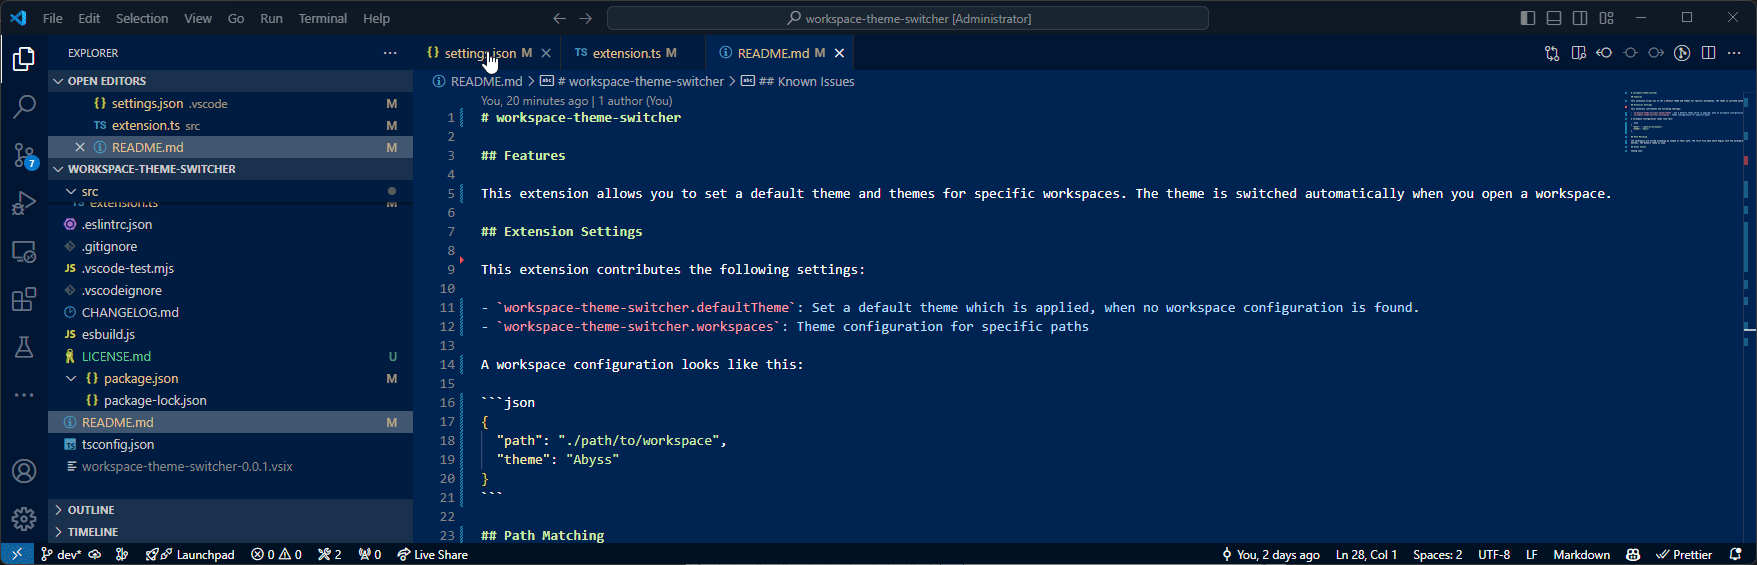 File Edit Selection View Go Run Terminal Help
workspace-theme-switcher [Administrator]
EXPLORER
OPEN EDITORS
settings.json .vscode M
extension.ts src M
README.md M
WORKSPACE-THEME-SWITCHER
src
extension.ts M
.eslintrc.json
.gitignore
JS .vscode-test.mjs
.vscodeignore
CHANGELOG.md
JS esbuild.js
LICENSE.md U
{} package.json M
{} package-lock.json
README.md M
TS tsconfig.json
workspace-theme-switcher-0.0.1.vsix
OUTLINE
TIMELINE
7
{} settings.json M
TS extension.ts M
README.md M
README.md > # workspace-theme-switcher > ## Known Issues
You, 20 minutes ago | 1 author (You)
1 # workspace-theme-switcher
2
3 ## Features
4
5 This extension allows you to set a default theme and themes for specific workspaces. The theme is switched automatically when you open a workspace.
6
7 ## Extension Settings
8
9 This extension contributes the following settings:
10
11 - `workspace-theme-switcher.defaultTheme`: Set a default theme which is applied, when no workspace configuration is found.
12 - `workspace-theme-switcher.workspaces`: Theme configuration for specific paths
13
14 A workspace configuration looks like this:
15
16 ```json
17 {
18 "path": "./path/to/workspace",
19 "theme": "Abyss"
20 }
21 ```
22
23 ## Path Matching
dev* Launchpad 0 0 2 0 Live Share
You, 2 days ago Ln 28, Col 1 Spaces: 2 UTF-8 LF Markdown Prettier